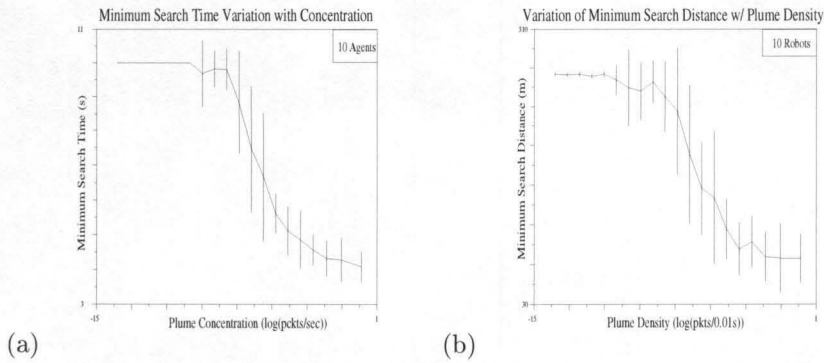 Minimum Search Time Variation with Concentration
11
10 Agents
Minimum Search Time (s)
3
-15
1
Plume Concentration (log(pckts/sec))
(a)
Variation of Minimum Search Distance w/ Plume Density
310
10 Robots
Minimum Search Distance (m)
30
-15
1
Plume Density (log(pkts/0.01s))
(b)